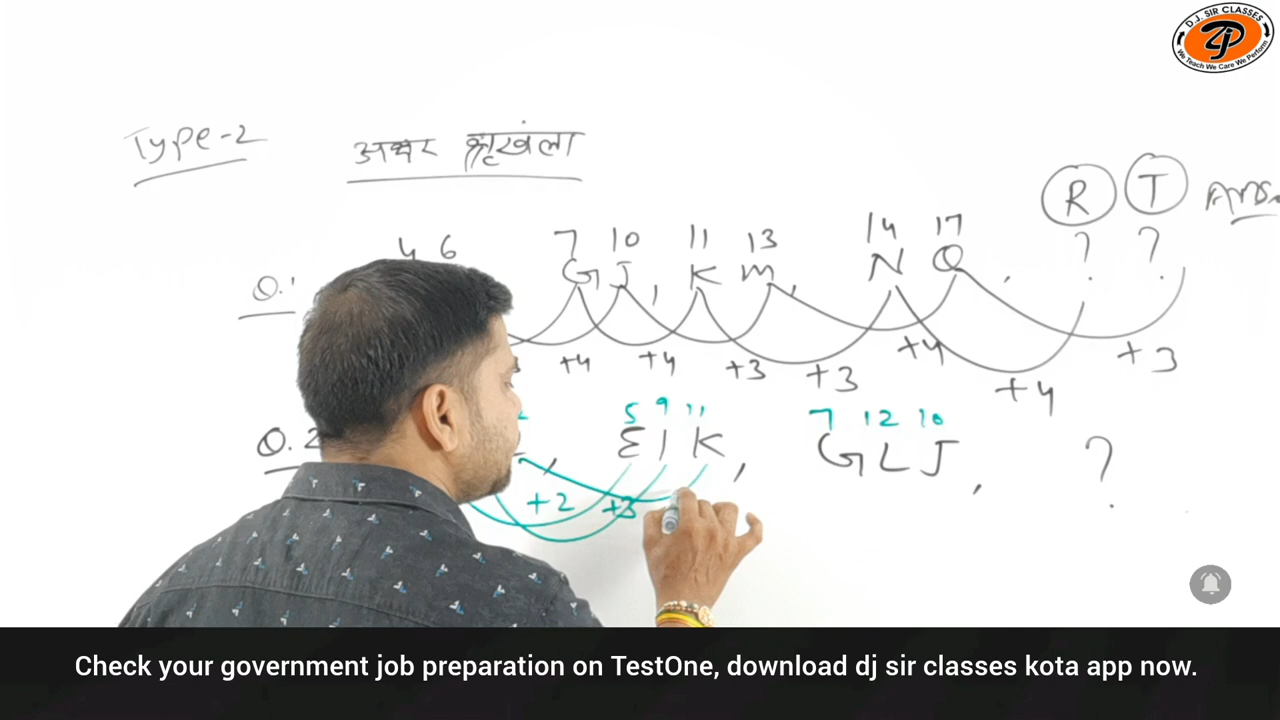 D.J. SIR CLASSES
We Teach We Care We Perform
Type-2 अक्षर श्रृंखला
R T Ans.
4 6 7 10 11 13 14 17 ? ?
Q.1 G J, K M, N Q,
+4 +4 +3 +3 +4 +4 +3
5 9 11 7 12 10
Q.2 , E I K, G L J, ?
+2 +3
Check your government job preparation on TestOne, download dj sir classes kota app now.